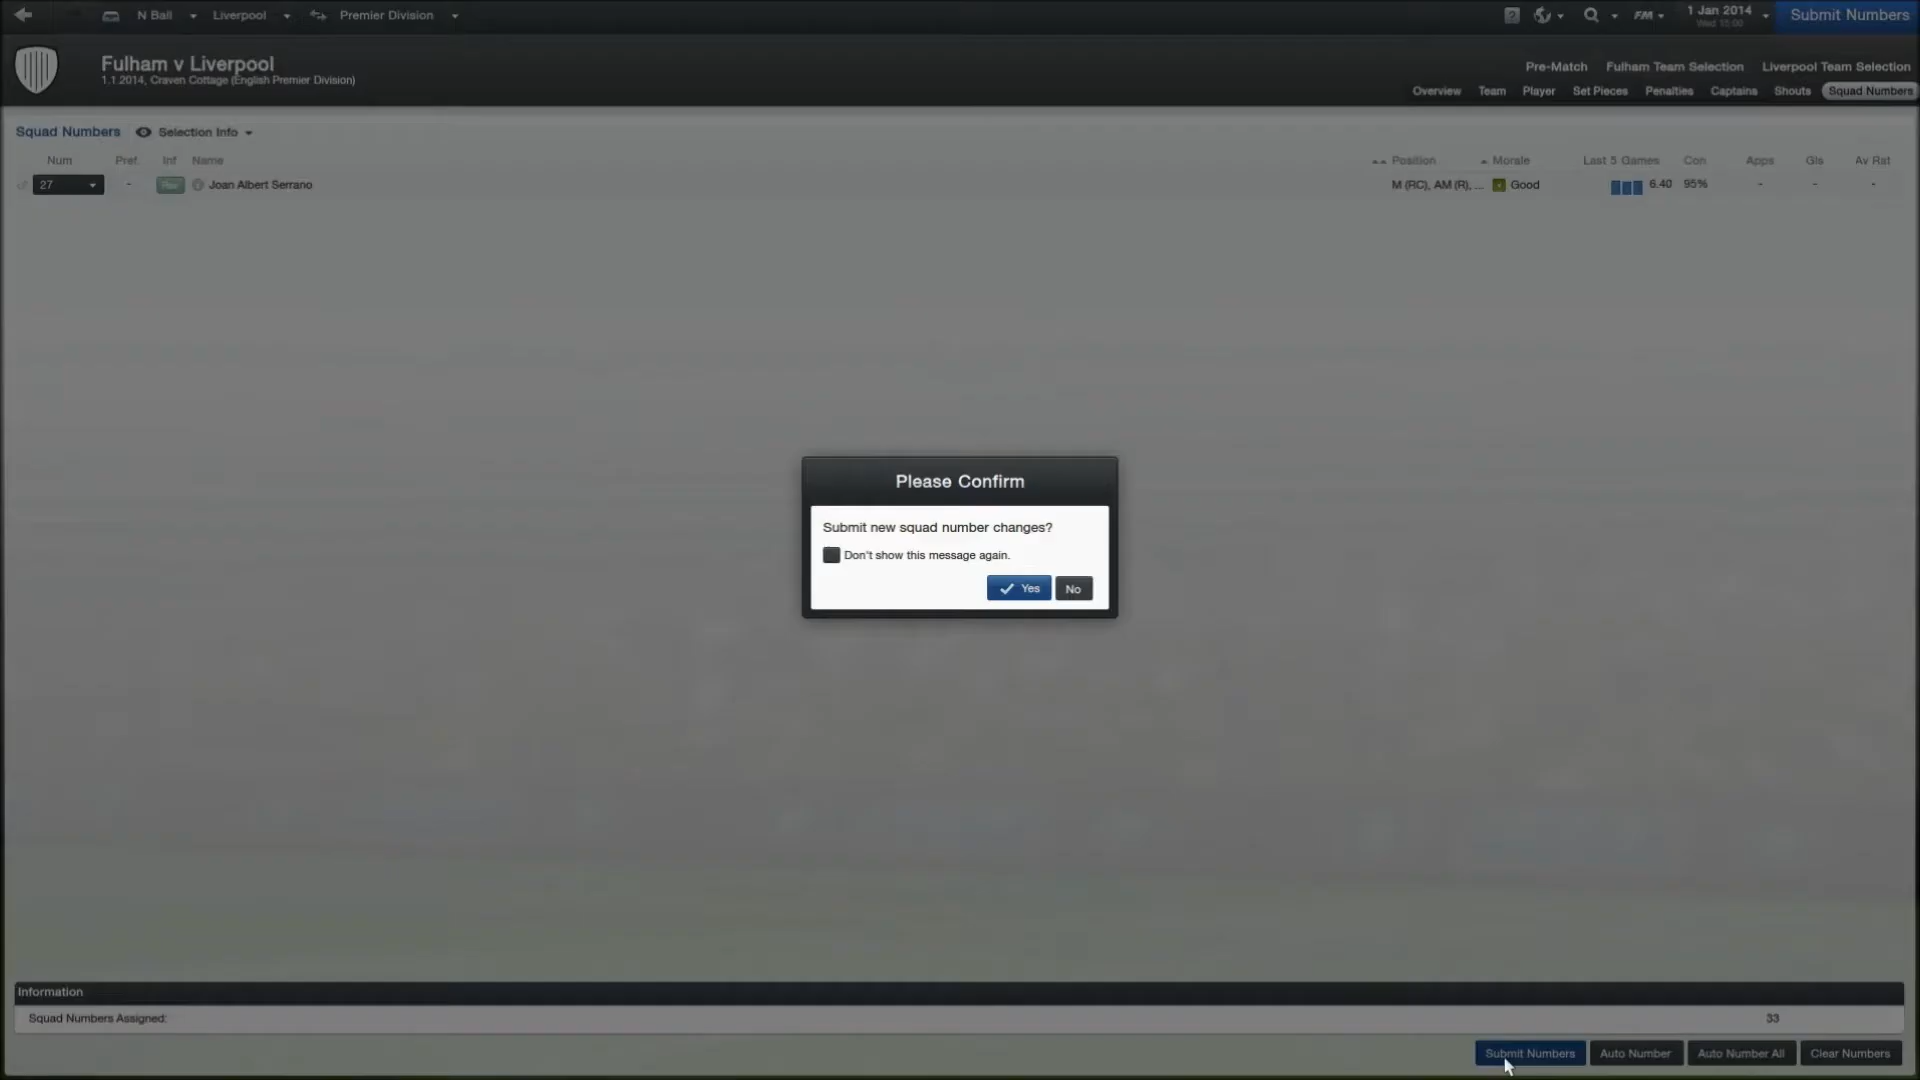 N Ball Liverpool Premier Division FM 1 Jan 2014 Submit Numbers
Wed 15:00
Fulham v Liverpool
1.1.2014, Craven Cottage (English Premier Division)
Pre-Match Fulham Team Selection Liverpool Team Selection
Overview Team Player Set Pieces Penalties Captains Shouts Squad Numbers
Squad Numbers Selection Info
Num Pref. Inf Name Position Morale Last 5 Games Con Apps Gls Av Rat
27 - Joan Albert Serrano M (RC), AM (R), ... Good 6.40 95% - - -
Please Confirm
Submit new squad number changes?
Don't show this message again.
Yes No
Information
Squad Numbers Assigned: 33
Submit Numbers Auto Number Auto Number All Clear Numbers